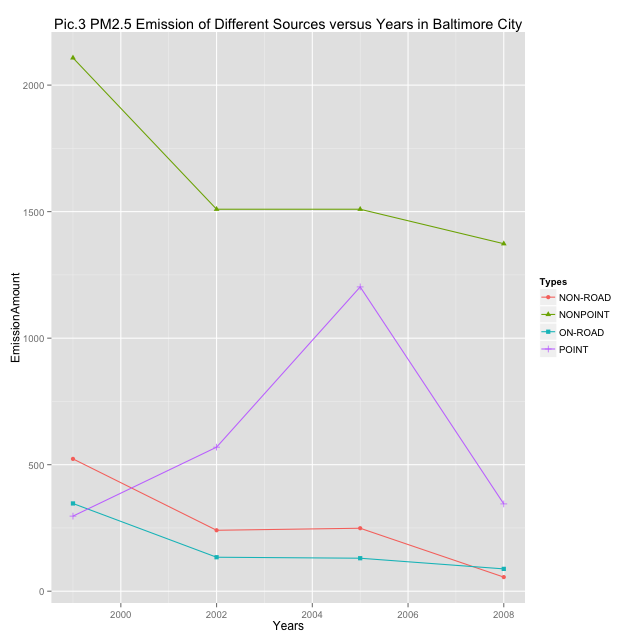 Pic.3 PM2.5 Emission of Different Sources versus Years in Baltimore City
2000
1500
1000
500
0
EmissionAmount
2000
2002
2004
2006
2008
Years
Types
NON-ROAD
NONPOINT
ON-ROAD
POINT